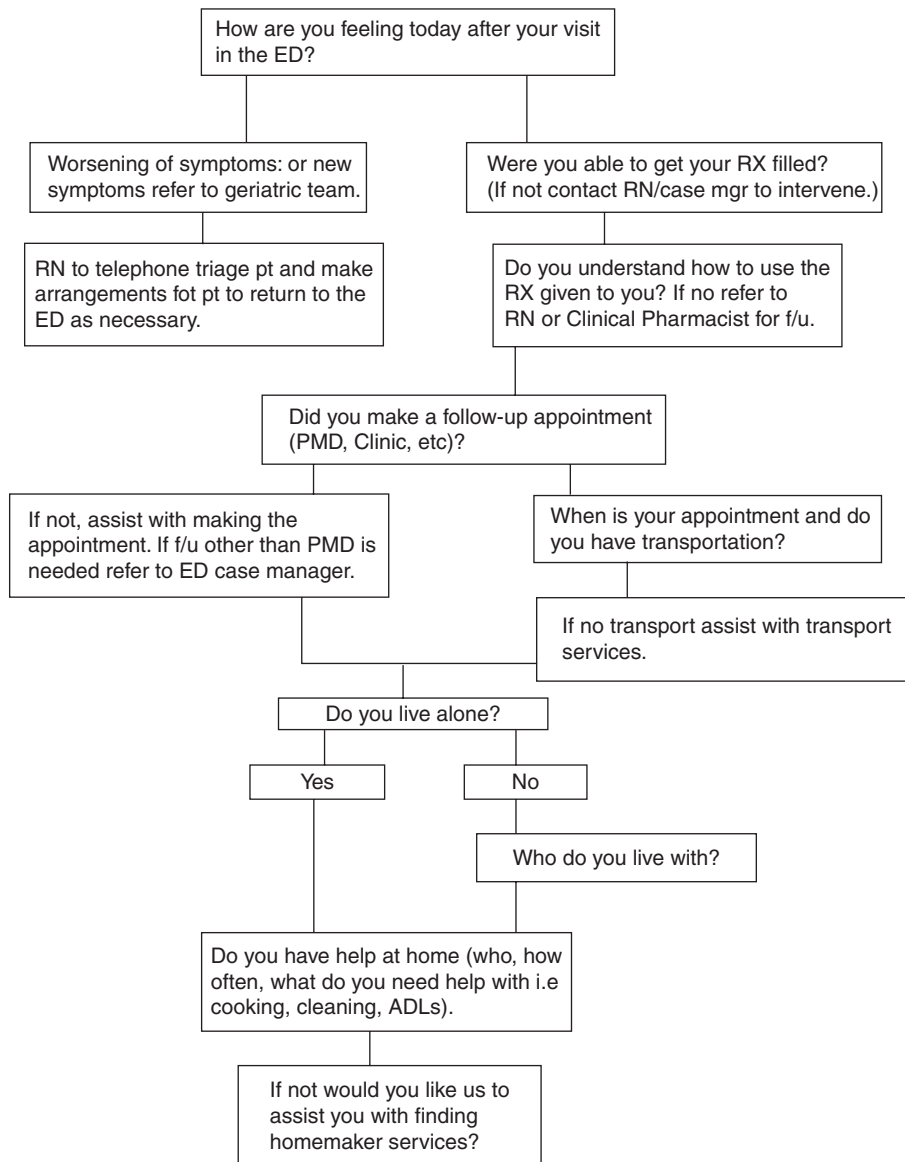 How are you feeling today after your visit
in the ED?
Worsening of symptoms: or new
symptoms refer to geriatric team.
Were you able to get your RX filled?
(If not contact RN/case mgr to intervene.)
RN to telephone triage pt and make
arrangements fot pt to return to the
ED as necessary.
Do you understand how to use the
RX given to you? If no refer to
RN or Clinical Pharmacist for f/u.
Did you make a follow-up appointment
(PMD, Clinic, etc)?
If not, assist with making the
appointment. If f/u other than PMD is
needed refer to ED case manager.
When is your appointment and do
you have transportation?
If no transport assist with transport
services.
Do you live alone?
Yes
No
Who do you live with?
Do you have help at home (who, how
often, what do you need help with i.e
cooking, cleaning, ADLs).
If not would you like us to
assist you with finding
homemaker services?